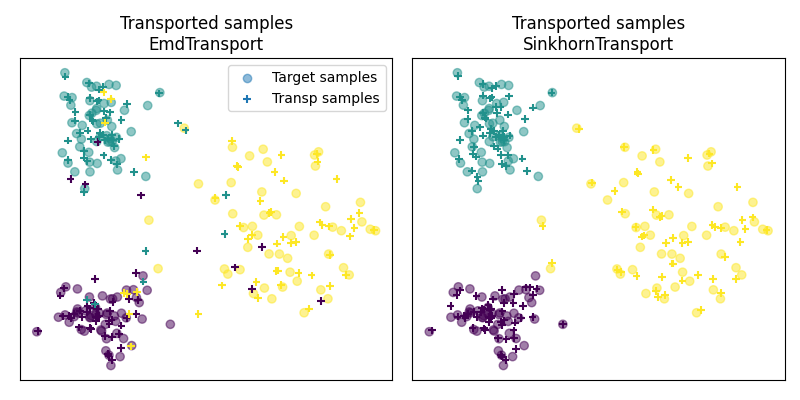 Transported samples
EmdTransport
Target samples
Transp samples
Transported samples
SinkhornTransport